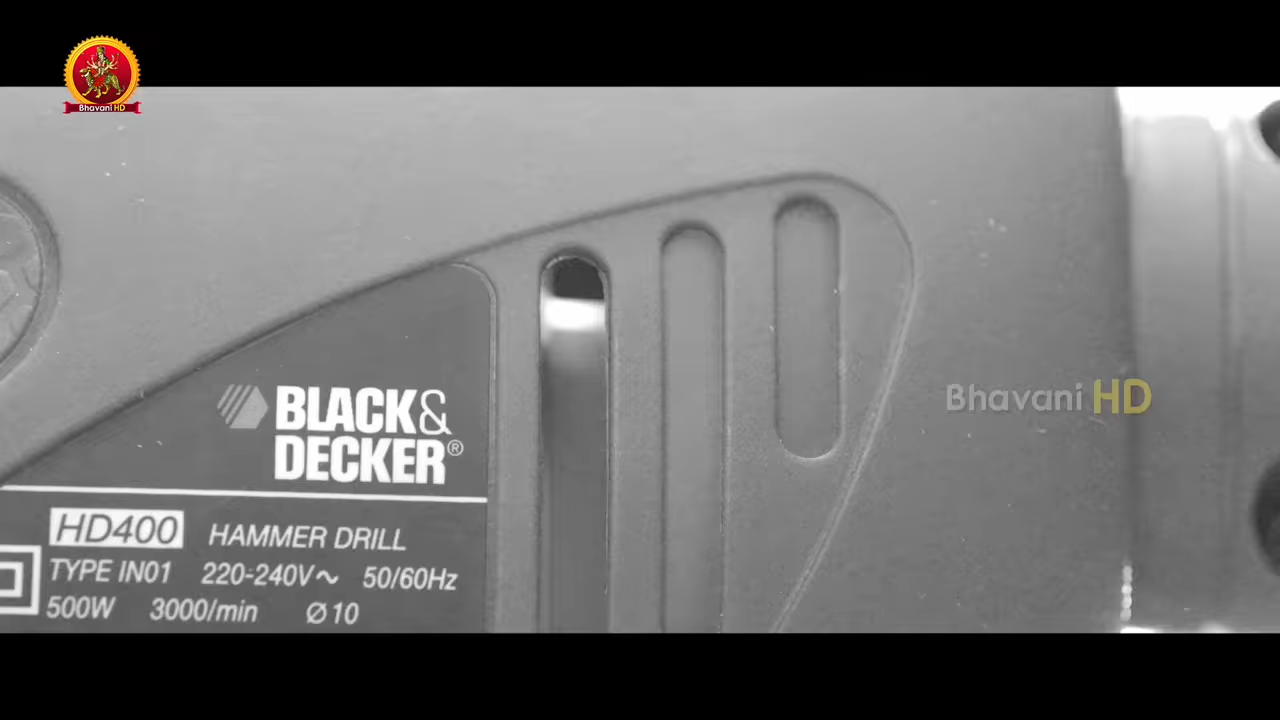 Bhavani HD
Bhavani HD
BLACK&
DECKER®
HD400 HAMMER DRILL
TYPE IN01 220-240V~ 50/60Hz
500W 3000/min Ø10